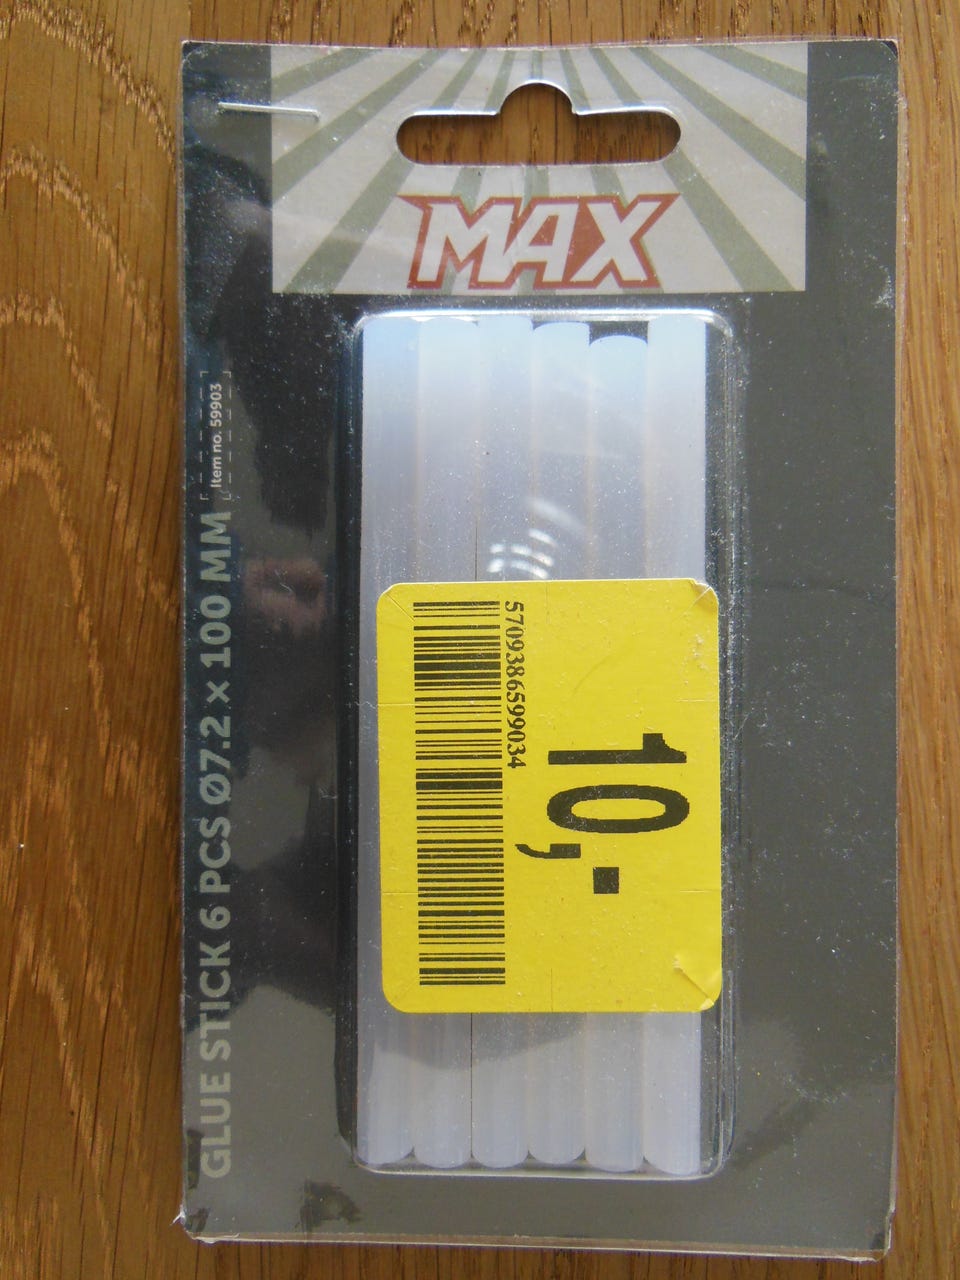 MAX
GLUE STICK 6 PCS Ø7.2 x 100 MM
Item no. 59903
5709386599034
10,-